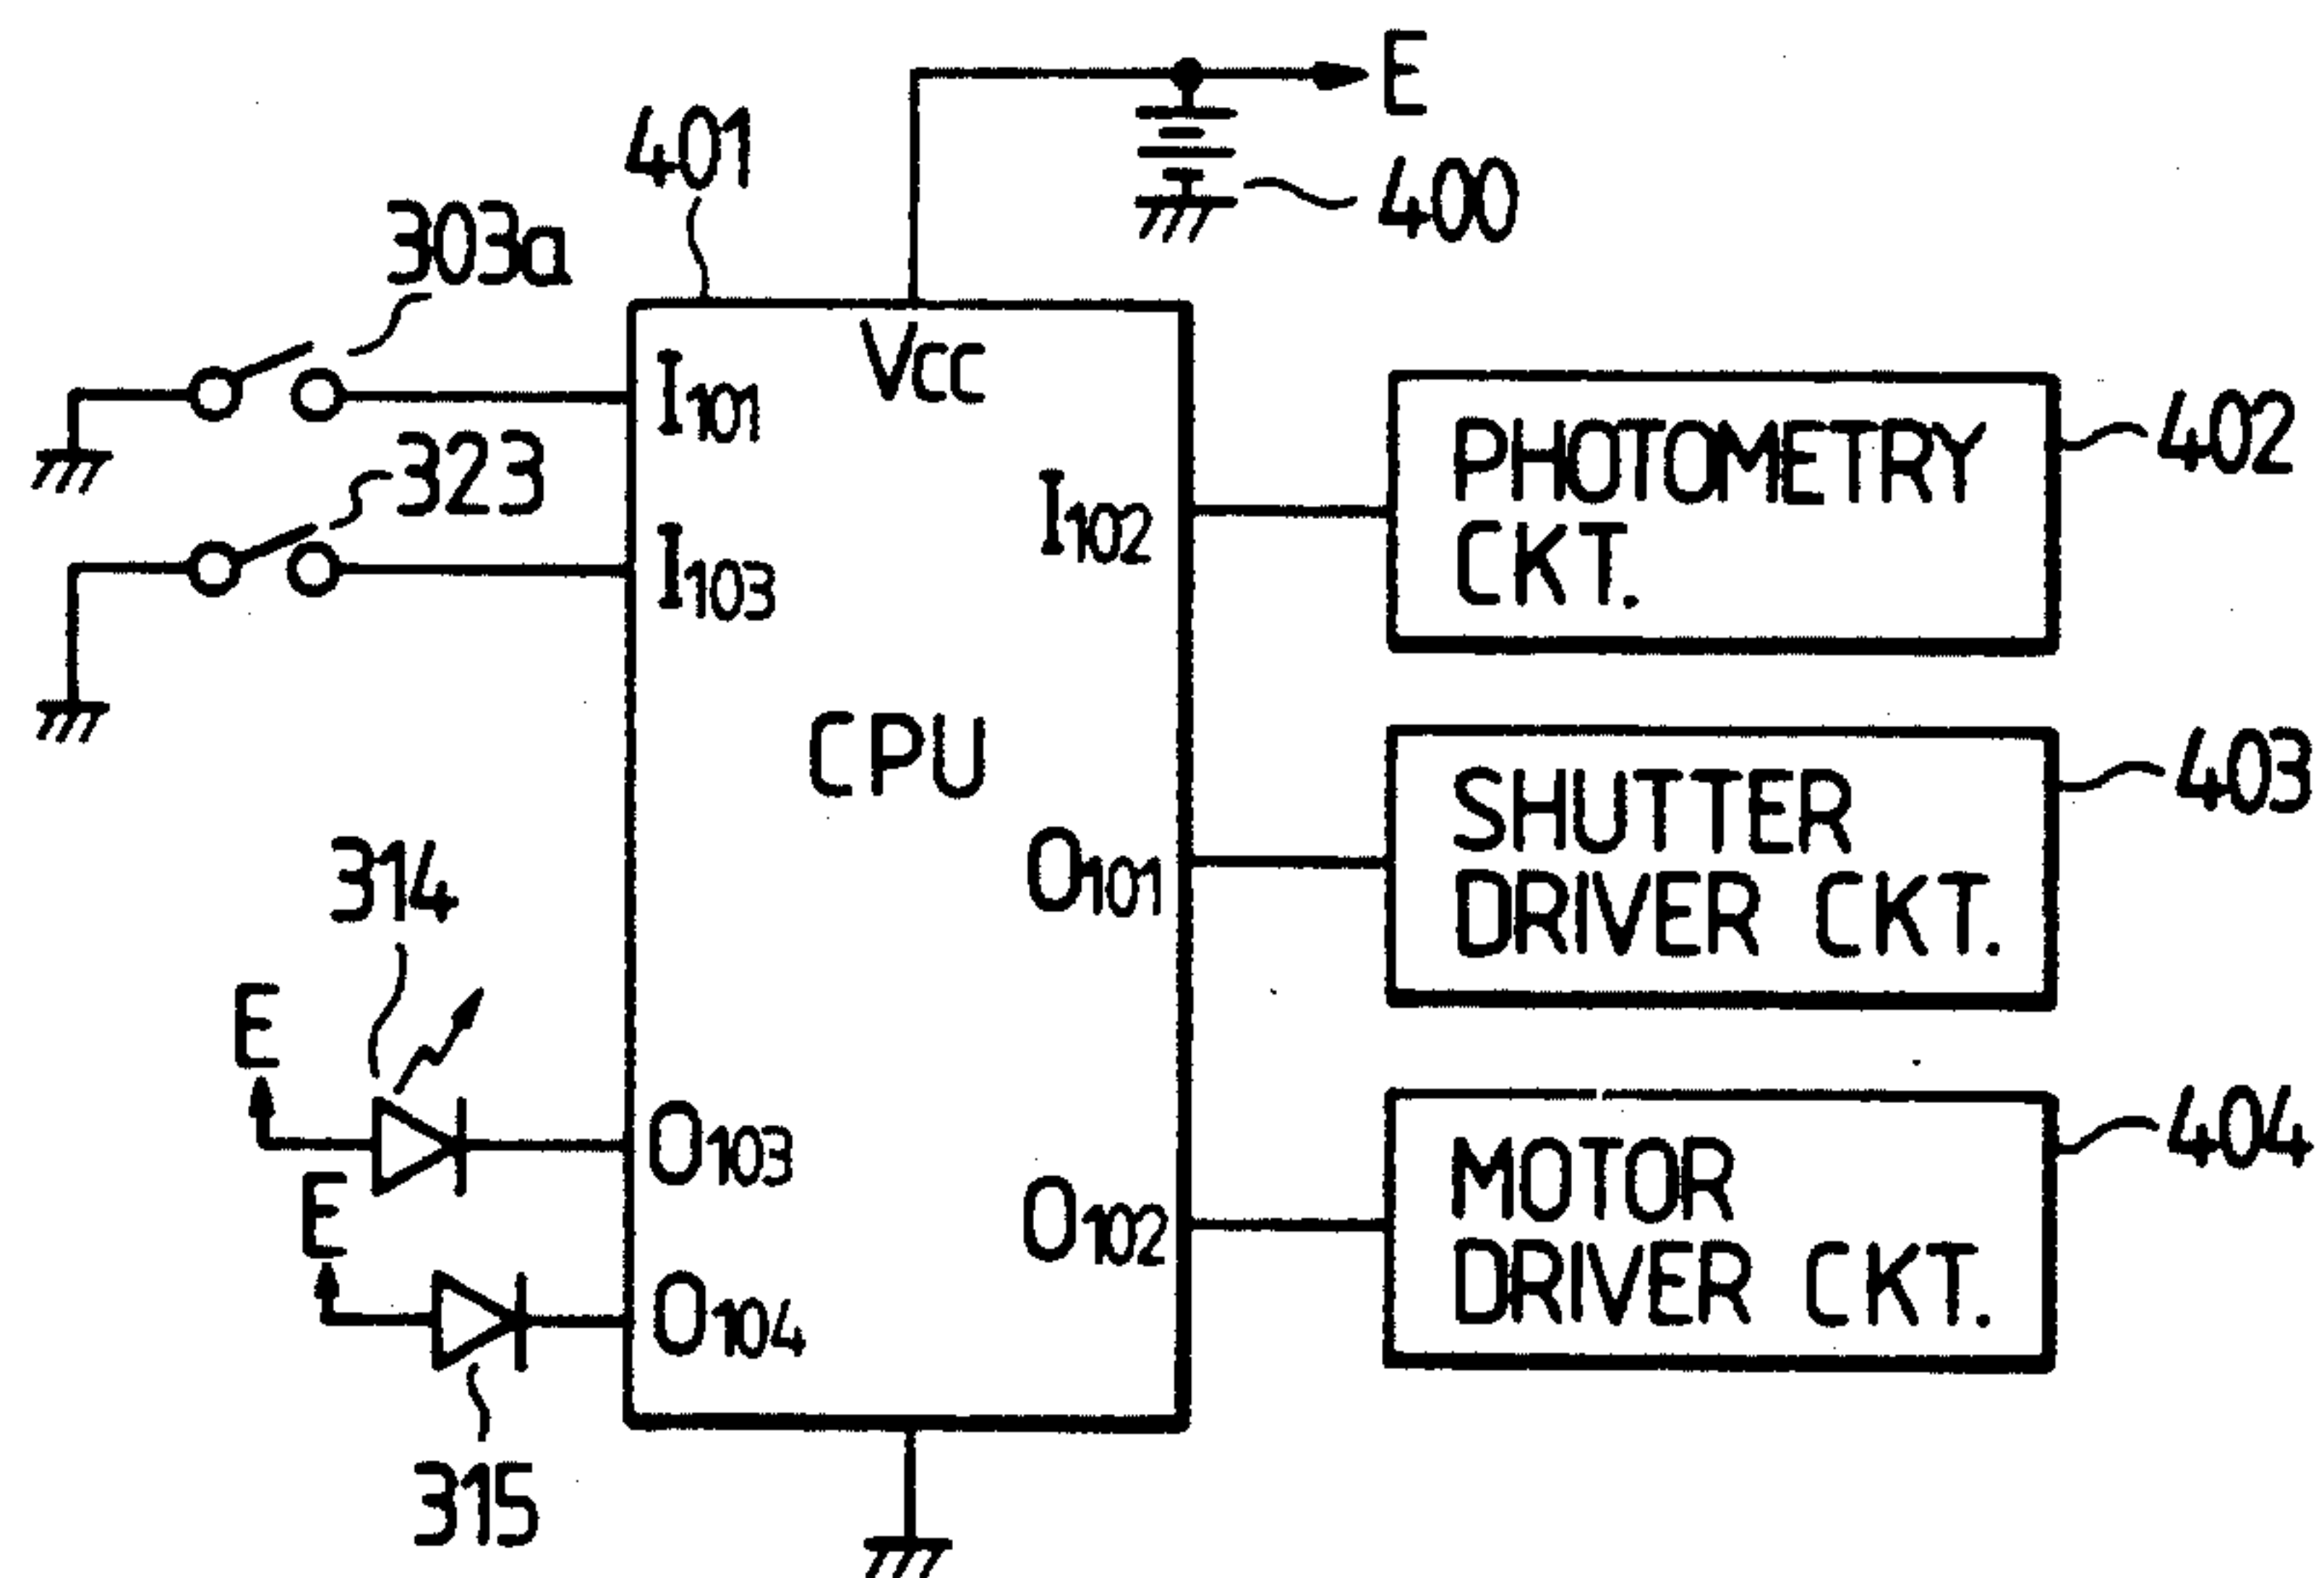 E
401
400
303a
Vcc
I101
402
PHOTOMETRY
CKT.
323
I102
I103
CPU
403
SHUTTER
DRIVER CKT.
314
O101
E
404
O103
MOTOR
DRIVER CKT.
E
O102
O104
315